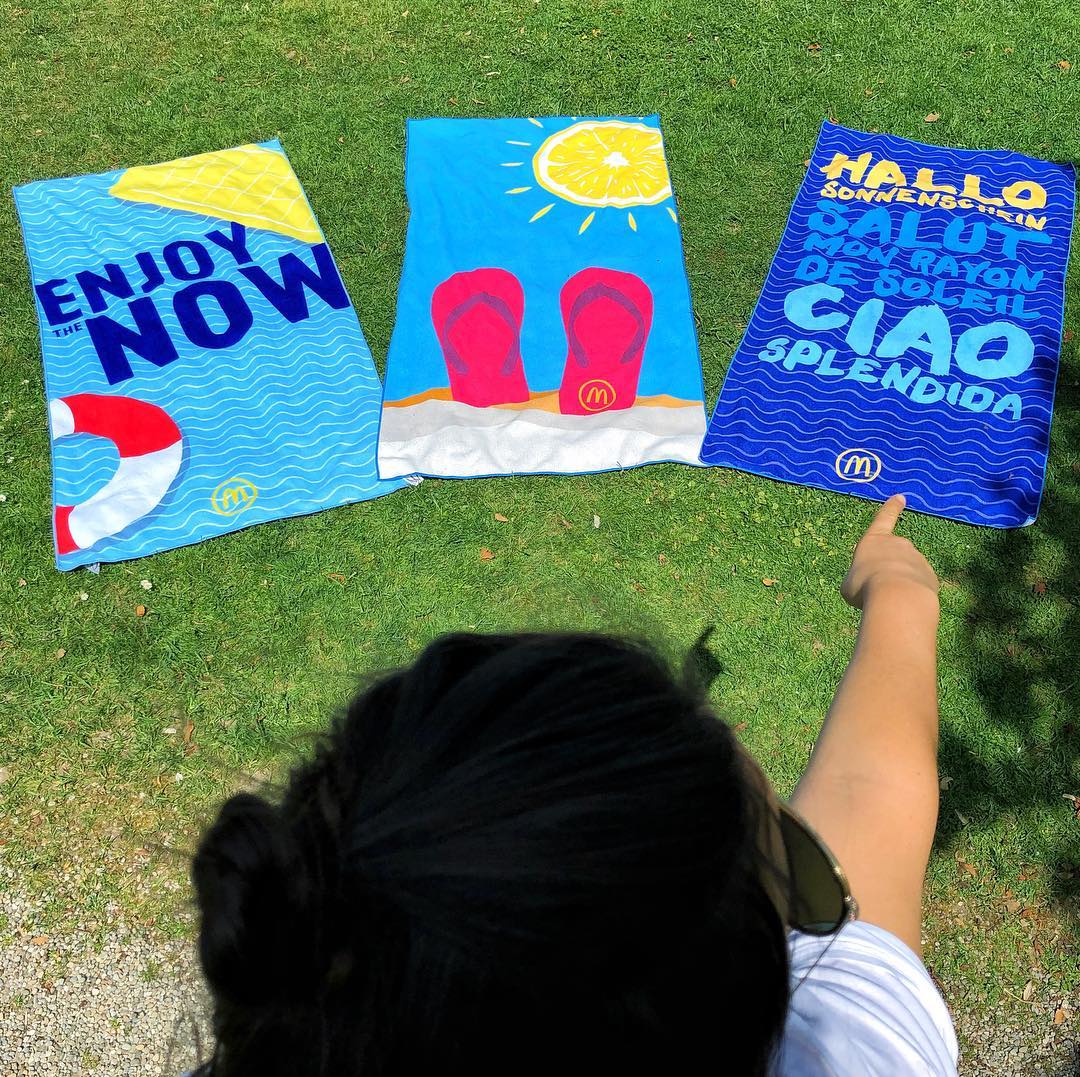 ENJOY
THE NOW
M
M
HALLO
SONNENSCHEIN
SALUT
MON RAYON
DE SOLEIL
CIAO
SPLENDIDA
M